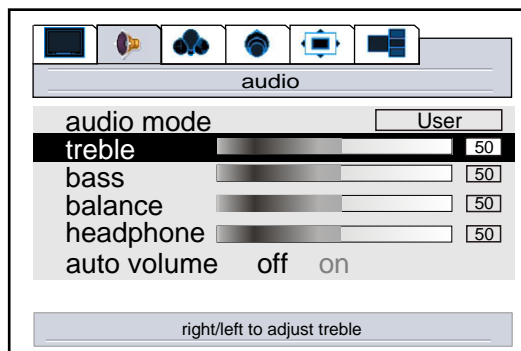 audio
audio mode User
treble 50
bass 50
balance 50
headphone 50
auto volume off on
right/left to adjust treble